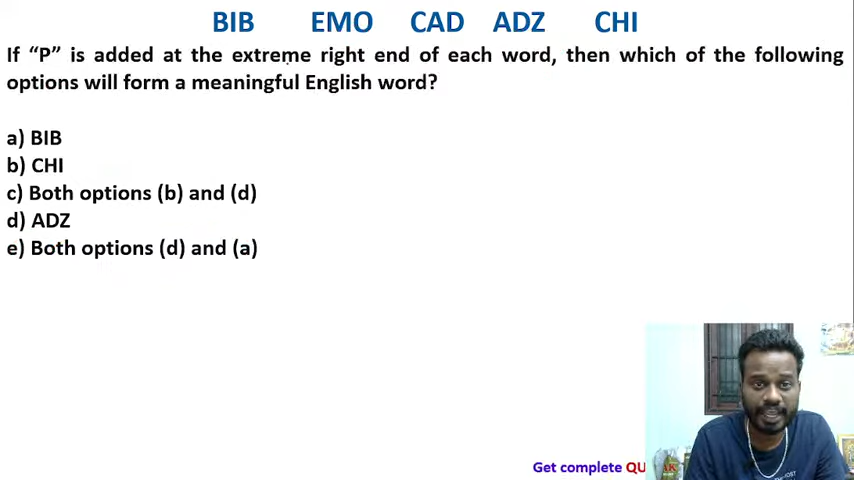 BIB EMO CAD ADZ CHI
If “P” is added at the extreme right end of each word, then which of the following
options will form a meaningful English word?
a) BIB
b) CHI
c) Both options (b) and (d)
d) ADZ
e) Both options (d) and (a)
Get complete